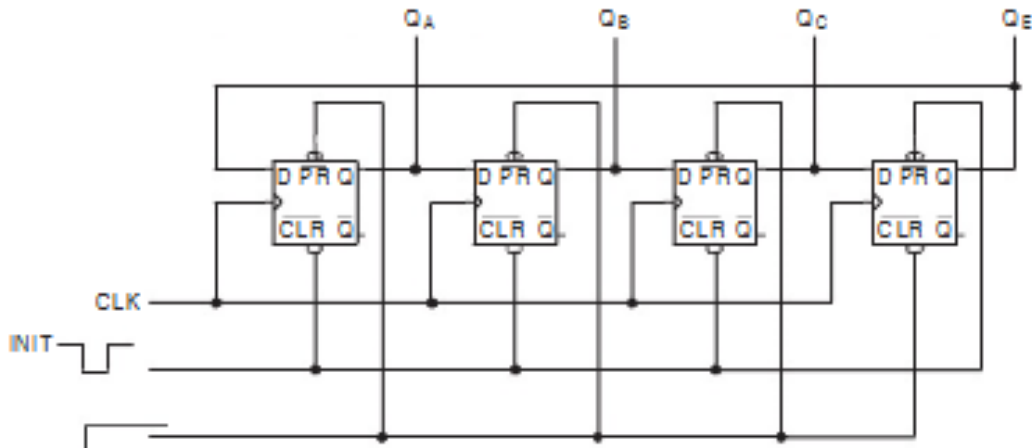 QA QB QC QE
D PR Q D PR Q D PR Q D PR Q
CLR Q CLR Q CLR Q CLR Q
CLK
INIT